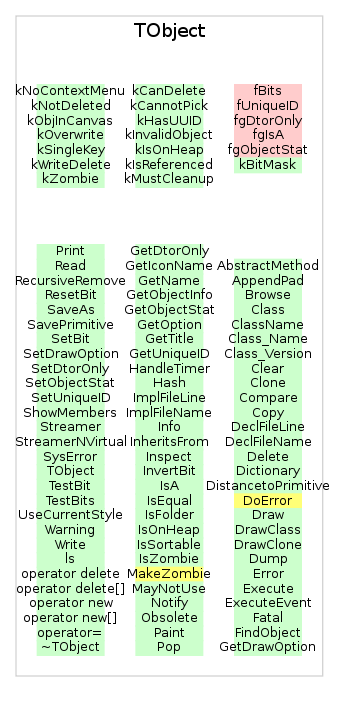 TObject
kNoContextMenu
kNotDeleted
kObjInCanvas
kOverwrite
kSingleKey
kWriteDelete
kZombie
kCanDelete
kCannotPick
kHasUUID
kInvalidObject
kIsOnHeap
kIsReferenced
kMustCleanup
fBits
fUniqueID
fgDtorOnly
fgIsA
fgObjectStat
kBitMask
Print
Read
RecursiveRemove
ResetBit
SaveAs
SavePrimitive
SetBit
SetDrawOption
SetDtorOnly
SetObjectStat
SetUniqueID
ShowMembers
Streamer
StreamerNVirtual
SysError
TObject
TestBit
TestBits
UseCurrentStyle
Warning
Write
ls
operator delete
operator delete[]
operator new
operator new[]
operator=
~TObject
GetDtorOnly
GetIconName
GetName
GetObjectInfo
GetObjectStat
GetOption
GetTitle
GetUniqueID
HandleTimer
Hash
ImplFileLine
ImplFileName
Info
InheritsFrom
Inspect
InvertBit
IsA
IsEqual
IsFolder
IsOnHeap
IsSortable
IsZombie
MakeZombie
MayNotUse
Notify
Obsolete
Paint
Pop
AbstractMethod
AppendPad
Browse
Class
ClassName
Class_Name
Class_Version
Clear
Clone
Compare
Copy
DeclFileLine
DeclFileName
Delete
Dictionary
DistancetoPrimitive
DoError
Draw
DrawClass
DrawClone
Dump
Error
Execute
ExecuteEvent
Fatal
FindObject
GetDrawOption